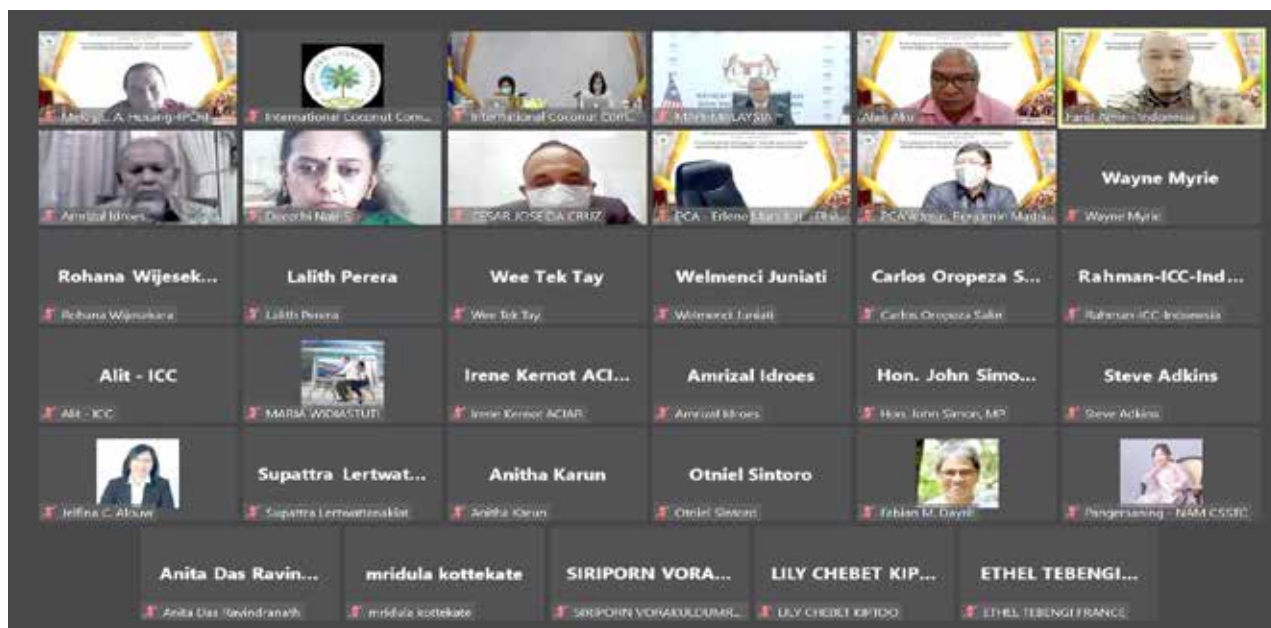 International Coconut Com...
International Coconut Com...
MAFI-MALAYSIA
Alan Aku
Farid Amir - Indonesia
Amrizal Idroes
Deepthi Nair S
CESAR JOSE DA CRUZ
Wayne Myrie
Wayne Myrie
Rohana Wijesek...
Rohana Wijesekara
Lalith Perera
Lalith Perera
Wee Tek Tay
Wee Tek Tay
Welmenci Juniati
Welmenci Juniati
Carlos Oropeza S...
Carlos Oropeza Salin
Rahman-ICC-Ind...
Rahman-ICC-Indonesia
Alit - ICC
Alit - ICC
MARIA WIDIASTUTI
Irene Kernot ACI...
Irene Kernot ACIAR
Amrizal Idroes
Amrizal Idroes
Hon. John Simo...
Hon. John Simon, MP
Steve Adkins
Steve Adkins
Jelfina C. Alouw
Supattra Lertwat...
Supattra Lertwattanakiat
Anitha Karun
Anitha Karun
Otniel Sintoro
Otniel Sintoro
Fabian M. Dayrit
Pangersaning - NAM CSSTC
Anita Das Ravin...
Anita Das Ravindranath
mridula kottekate
mridula kottekate
SIRIPORN VORA...
SIRIPORN VORAKULDUMR...
LILY CHEBET KIP...
LILY CHEBET KIPTOO
ETHEL TEBENGI...
ETHEL TEBENGI FRANCE